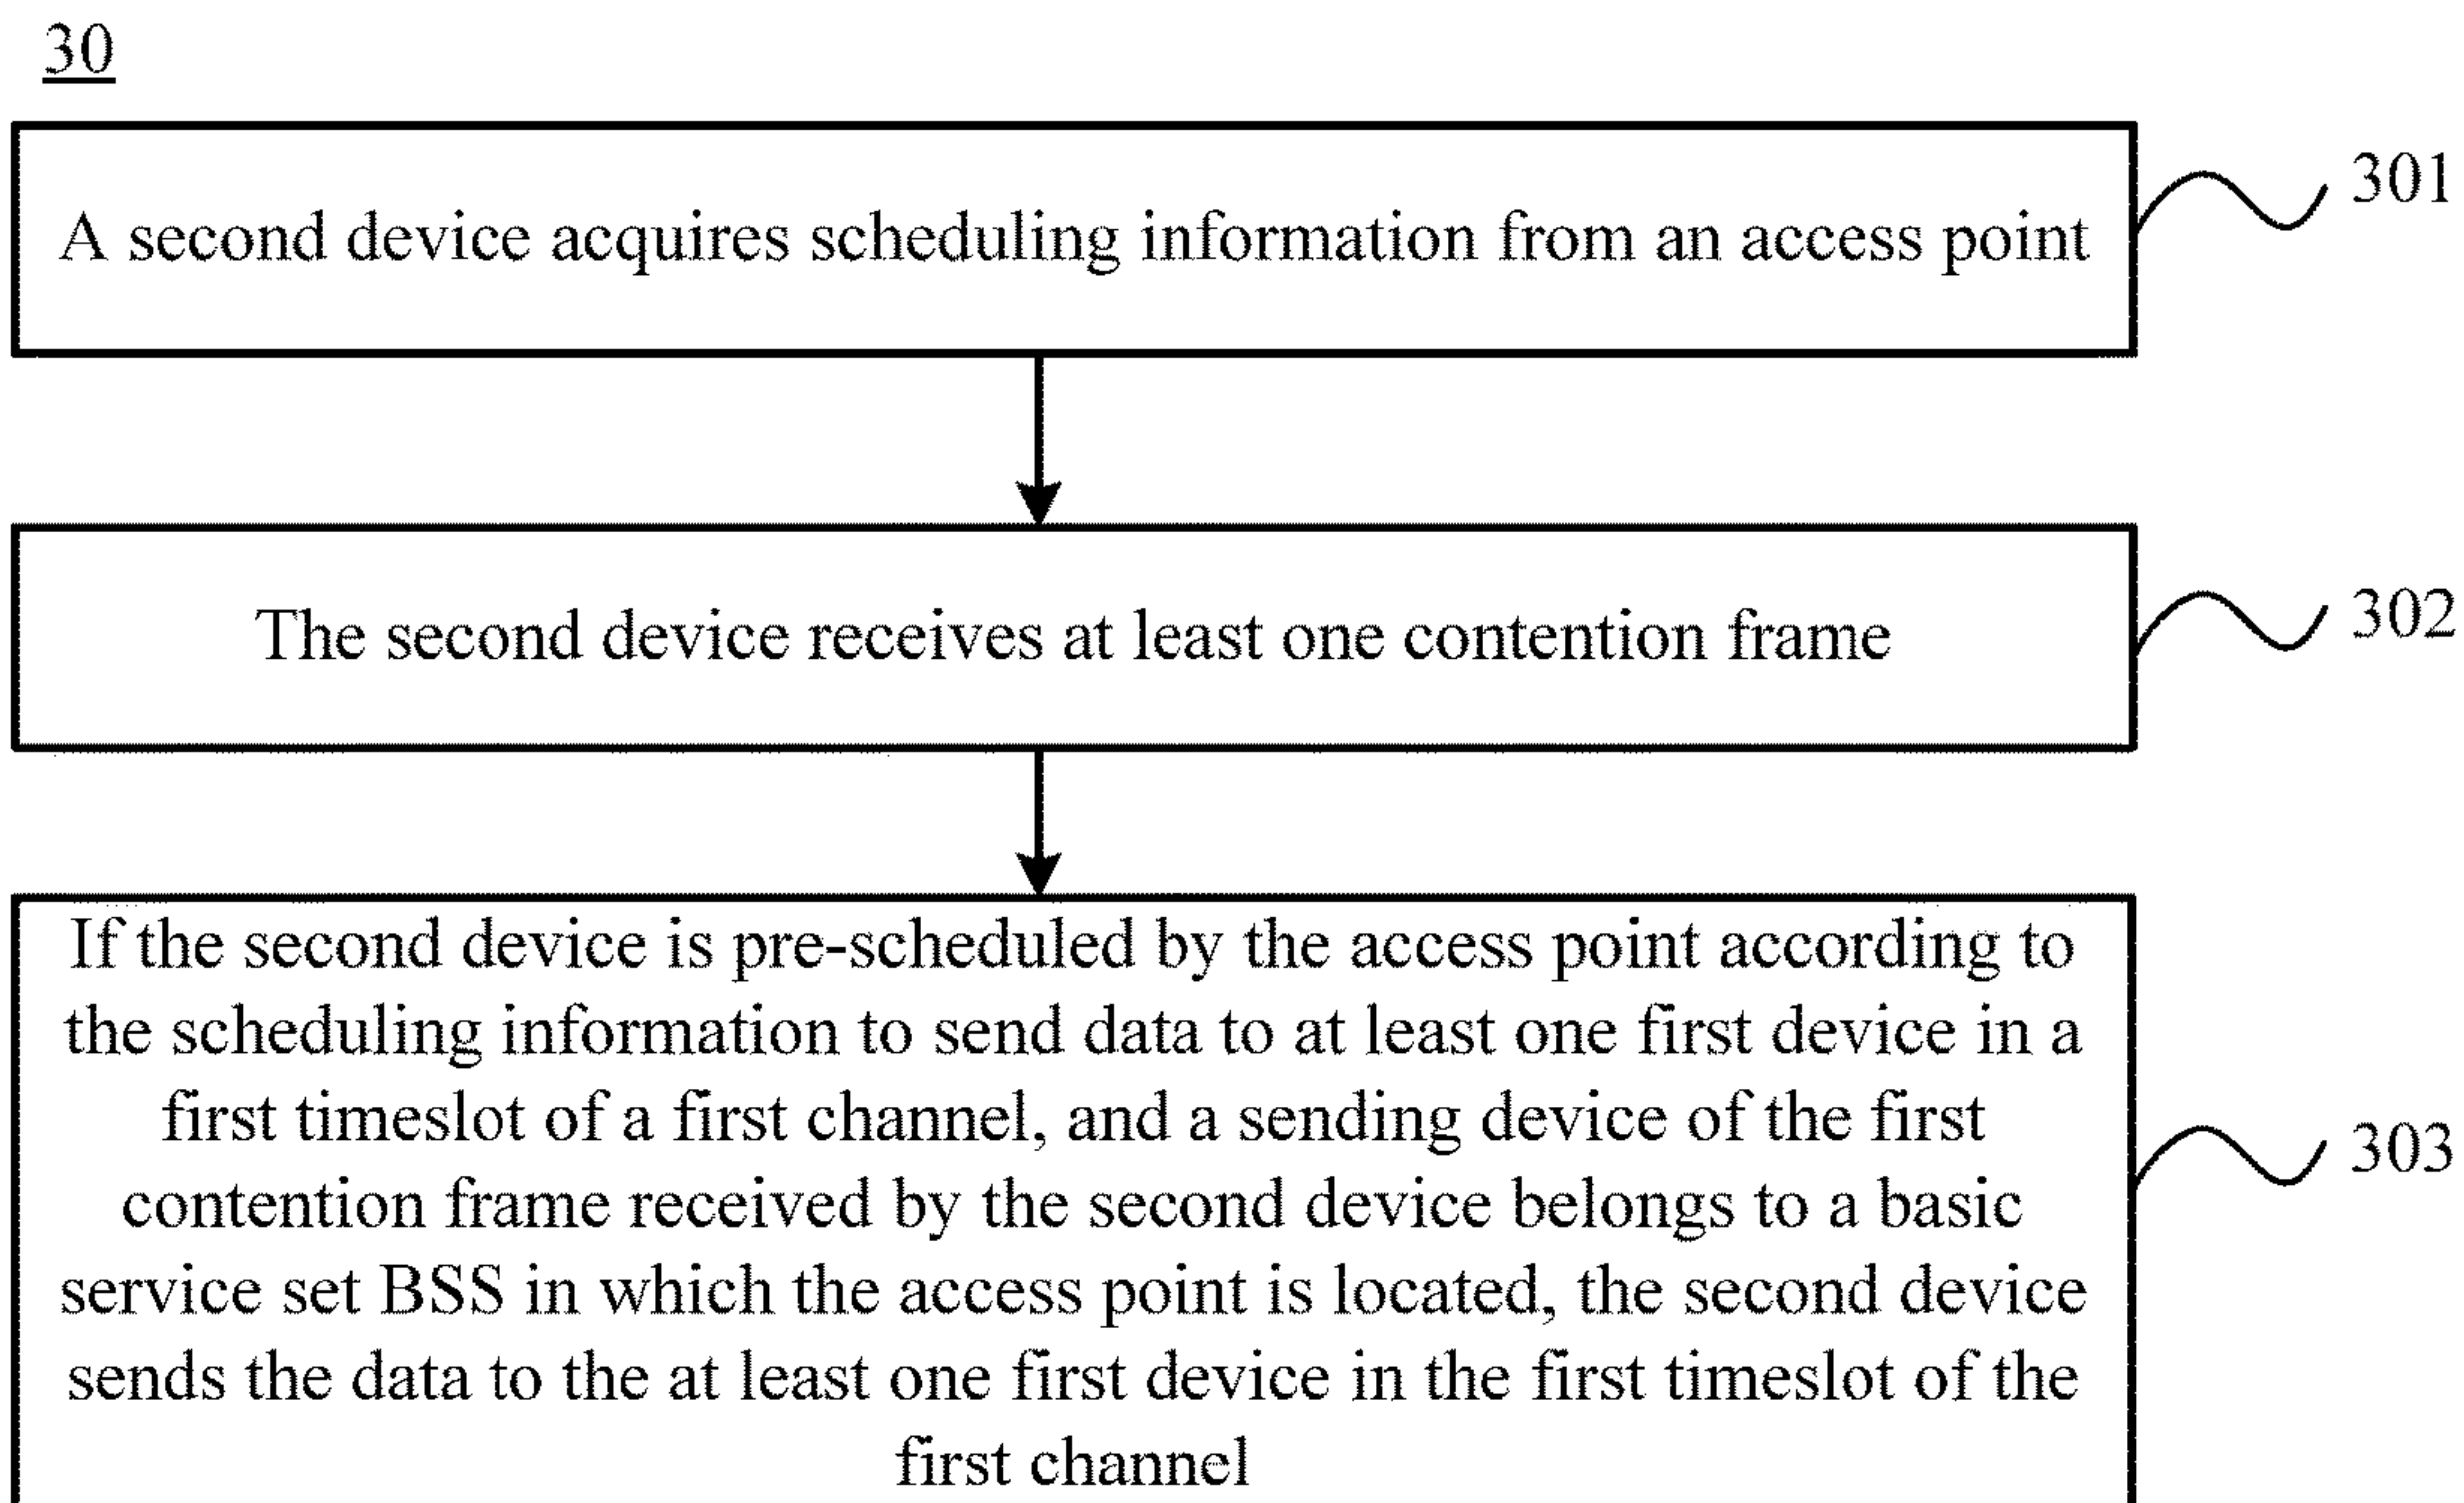 30
A second device acquires scheduling information from an access point
301
The second device receives at least one contention frame
302
If the second device is pre-scheduled by the access point according to
the scheduling information to send data to at least one first device in a
first timeslot of a first channel, and a sending device of the first
contention frame received by the second device belongs to a basic
service set BSS in which the access point is located, the second device
sends the data to the at least one first device in the first timeslot of the
first channel
303